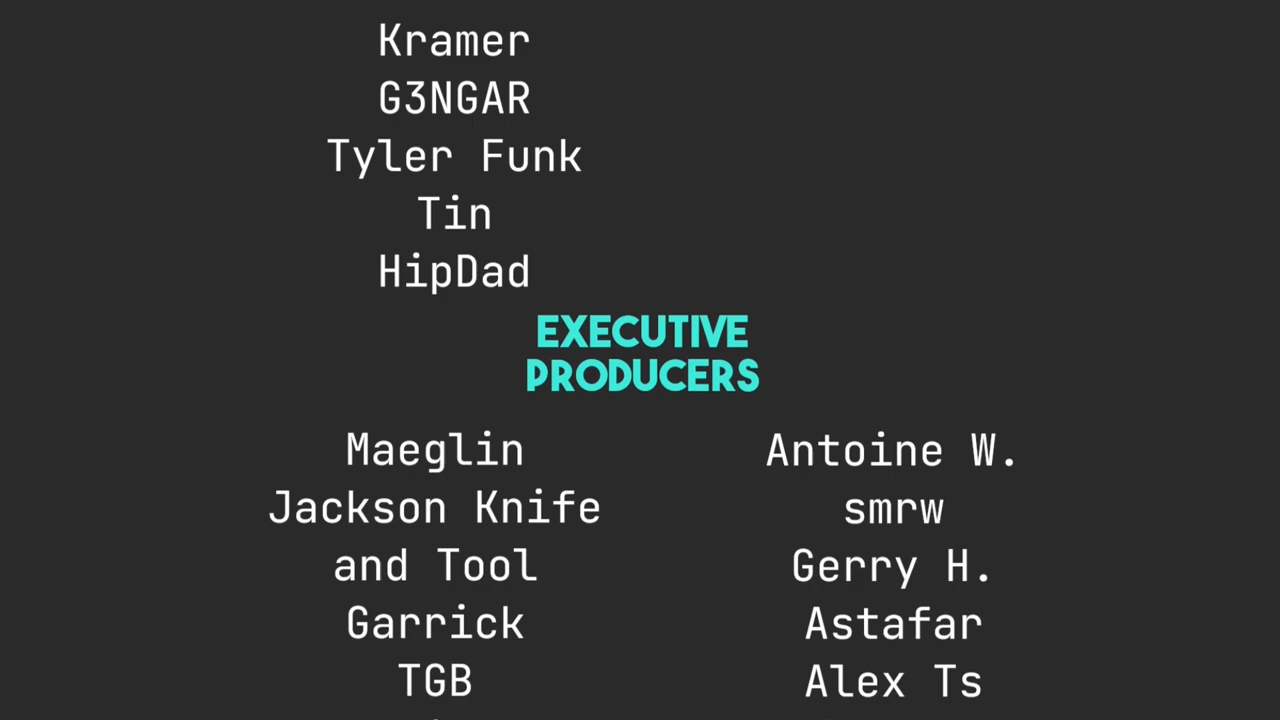 Kramer
G3NGAR
Tyler Funk
Tin
HipDad
EXECUTIVE
PRODUCERS
Maeglin
Jackson Knife
and Tool
Garrick
TGB
Antoine W.
smrw
Gerry H.
Astafar
Alex Ts